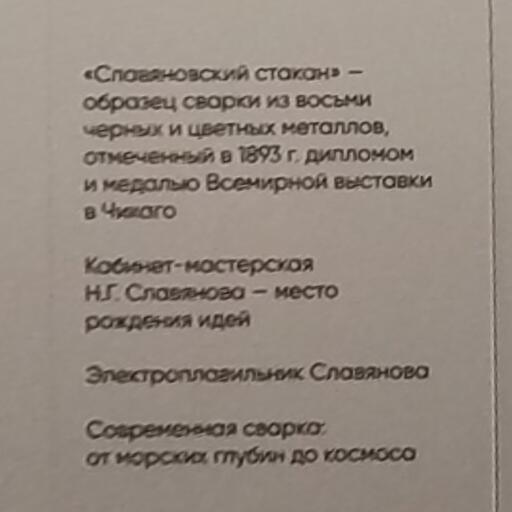 «Славяновский стакан» –
образец сварки из восьми
черных и цветных металлов,
отмеченный в 1893 г. дипломом
и медалью Всемирной выставки
в Чикаго
Кабинет-мастерская
Н.Г. Славянова – место
рождения идей
Электроплавильник Славянова
Современная сварка:
от морских глубин до космоса